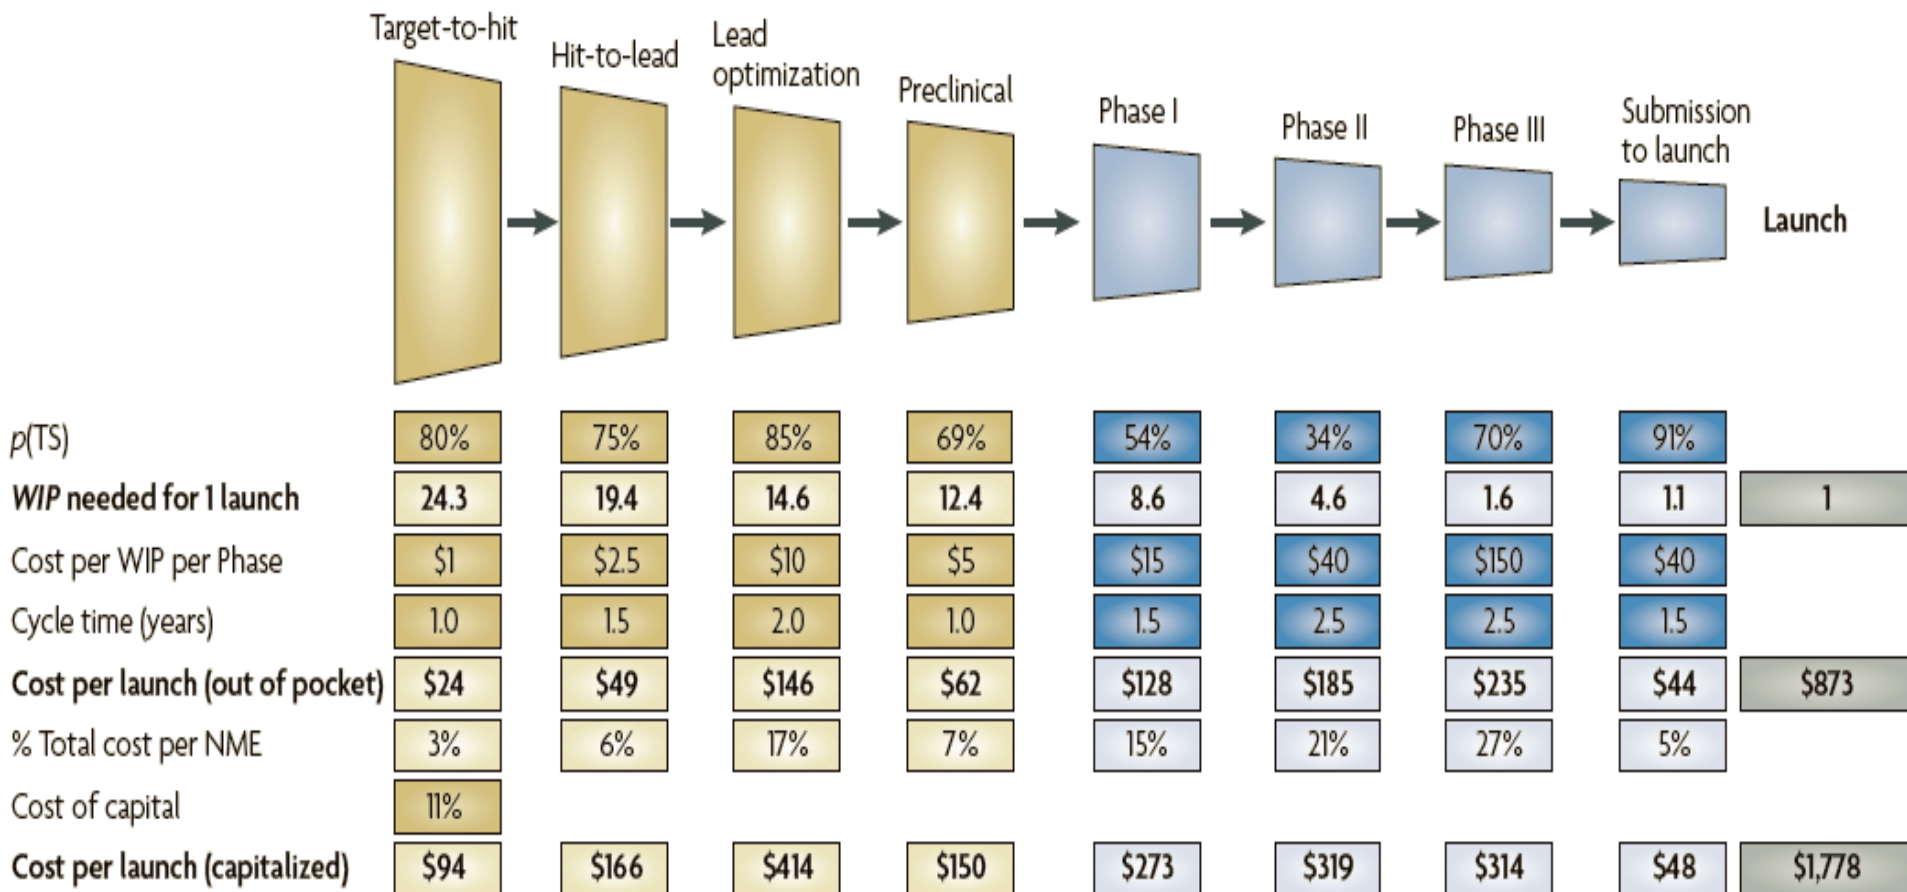 Target-to-hit
Hit-to-lead
Lead
optimization
Preclinical
Phase I
Phase II
Phase III
Submission
to launch
Launch
p(TS) 80% 75% 85% 69% 54% 34% 70% 91%
WIP needed for 1 launch 24.3 19.4 14.6 12.4 8.6 4.6 1.6 1.1 1
Cost per WIP per Phase $1 $2.5 $10 $5 $15 $40 $150 $40
Cycle time (years) 1.0 1.5 2.0 1.0 1.5 2.5 2.5 1.5
Cost per launch (out of pocket) $24 $49 $146 $62 $128 $185 $235 $44 $873
% Total cost per NME 3% 6% 17% 7% 15% 21% 27% 5%
Cost of capital 11%
Cost per launch (capitalized) $94 $166 $414 $150 $273 $319 $314 $48 $1,778